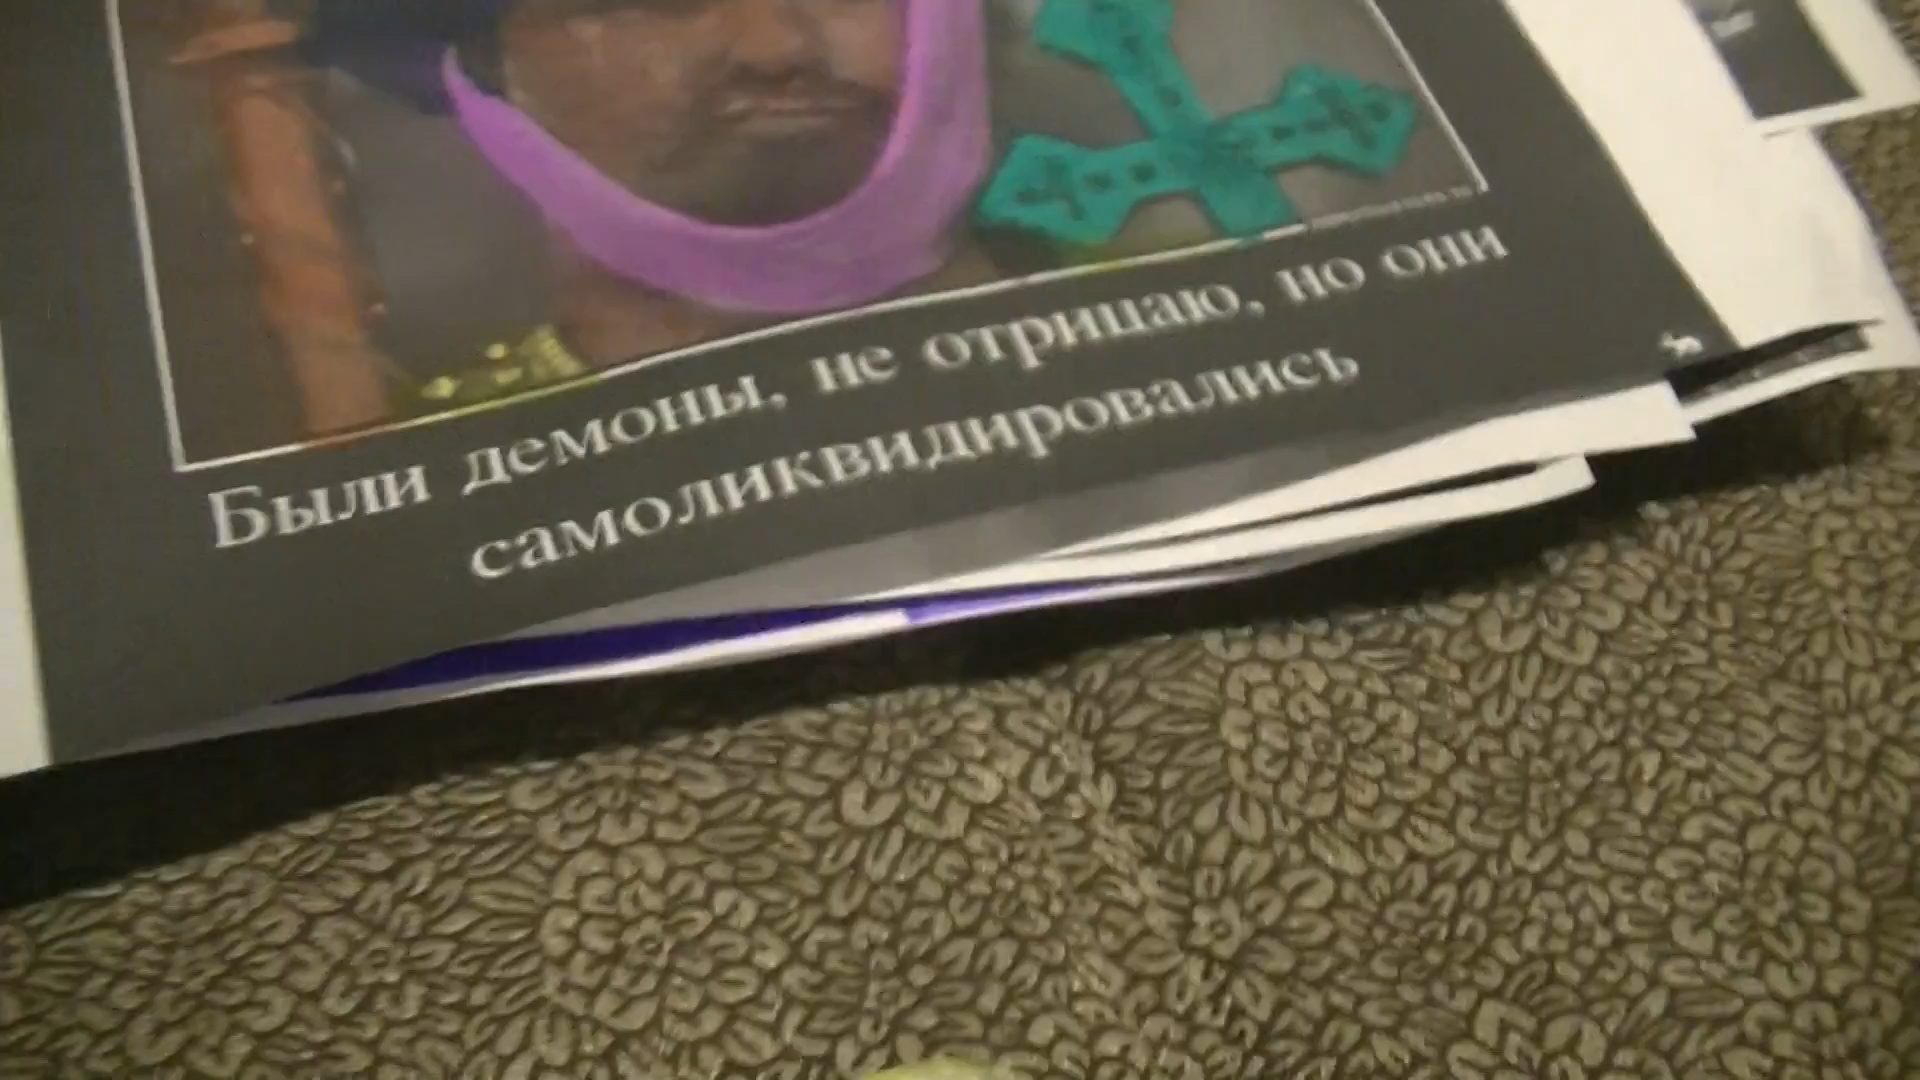 Были демоны, не отрицаю, но они
самоликвидировались